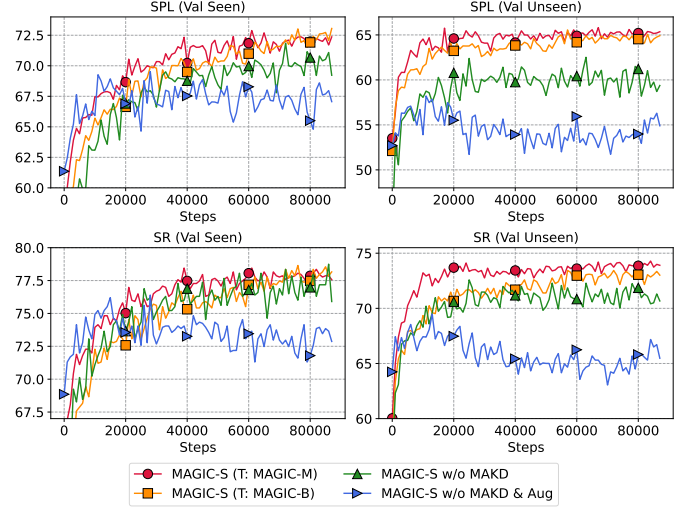 SPL (Val Seen)
72.5
70.0
67.5
65.0
62.5
60.0
0 20000 40000 60000 80000
Steps
SPL (Val Unseen)
65
60
55
50
0 20000 40000 60000 80000
Steps
SR (Val Seen)
80.0
77.5
75.0
72.5
70.0
67.5
0 20000 40000 60000 80000
Steps
SR (Val Unseen)
75
70
65
60
0 20000 40000 60000 80000
Steps
MAGIC-S (T: MAGIC-M)
MAGIC-S (T: MAGIC-B)
MAGIC-S w/o MAKD
MAGIC-S w/o MAKD & Aug